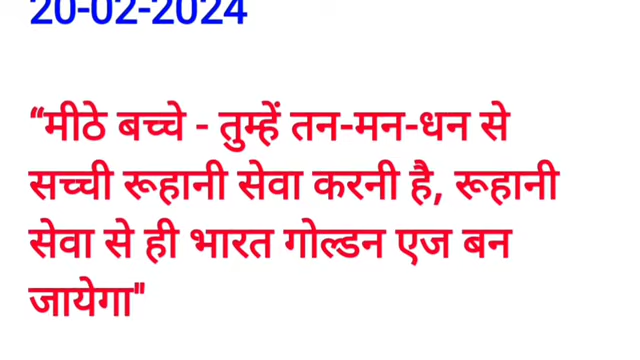 20-02-2024
“मीठे बच्चे - तुम्हें तन-मन-धन से
सच्ची रूहानी सेवा करनी है, रूहानी
सेवा से ही भारत गोल्डन एज बन
जायेगा"